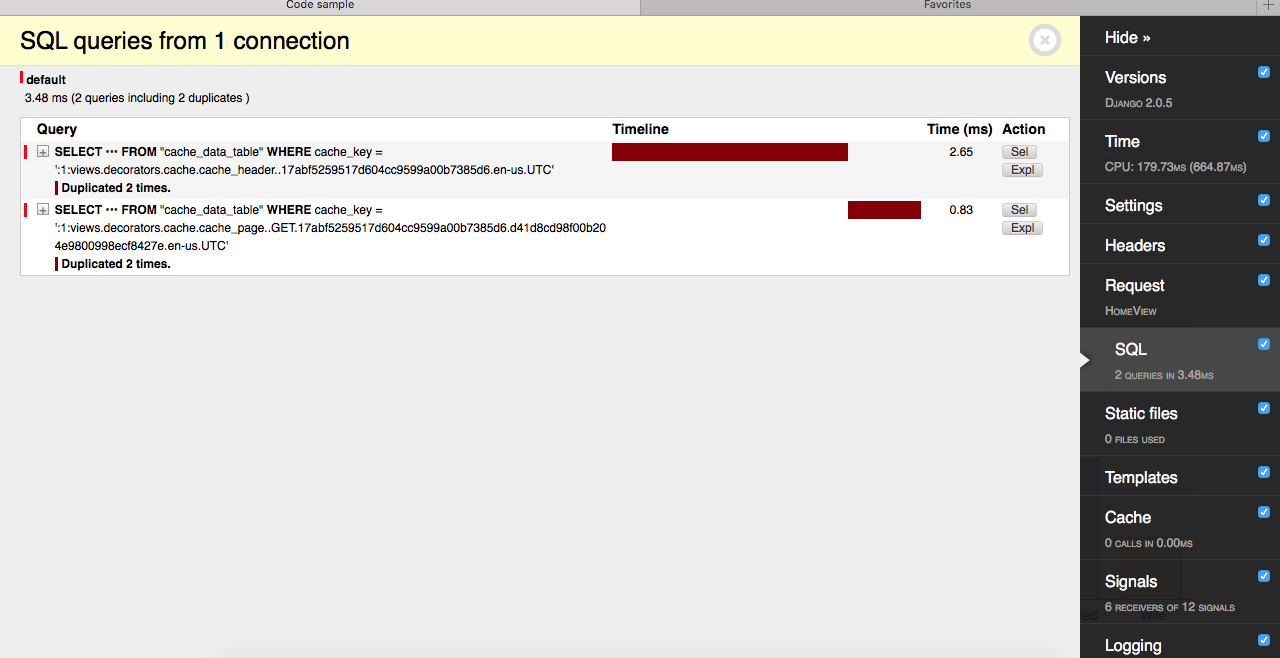 Code sample
Favorites
SQL queries from 1 connection
default
3.48 ms (2 queries including 2 duplicates )
Query Timeline Time (ms) Action
SELECT ••• FROM "cache_data_table" WHERE cache_key = 2.65 Sel
':1:views.decorators.cache.cache_header..17abf5259517d604cc9599a00b7385d6.en-us.UTC' Expl
Duplicated 2 times.
SELECT ••• FROM "cache_data_table" WHERE cache_key = 0.83 Sel
':1:views.decorators.cache.cache_page..GET.17abf5259517d604cc9599a00b7385d6.d41d8cd98f00b20 Expl
4e9800998ecf8427e.en-us.UTC'
Duplicated 2 times.
Hide »
Versions
Django 2.0.5
Time
CPU: 179.73ms (664.87ms)
Settings
Headers
Request
HomeView
SQL
2 queries in 3.48ms
Static files
0 files used
Templates
Cache
0 calls in 0.00ms
Signals
6 receivers of 12 signals
Logging